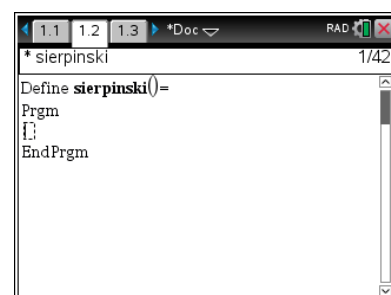 1.1 1.2 1.3 *Doc RAD
* sierpinski 1/42
Define sierpinski()=
Prgm
EndPrgm